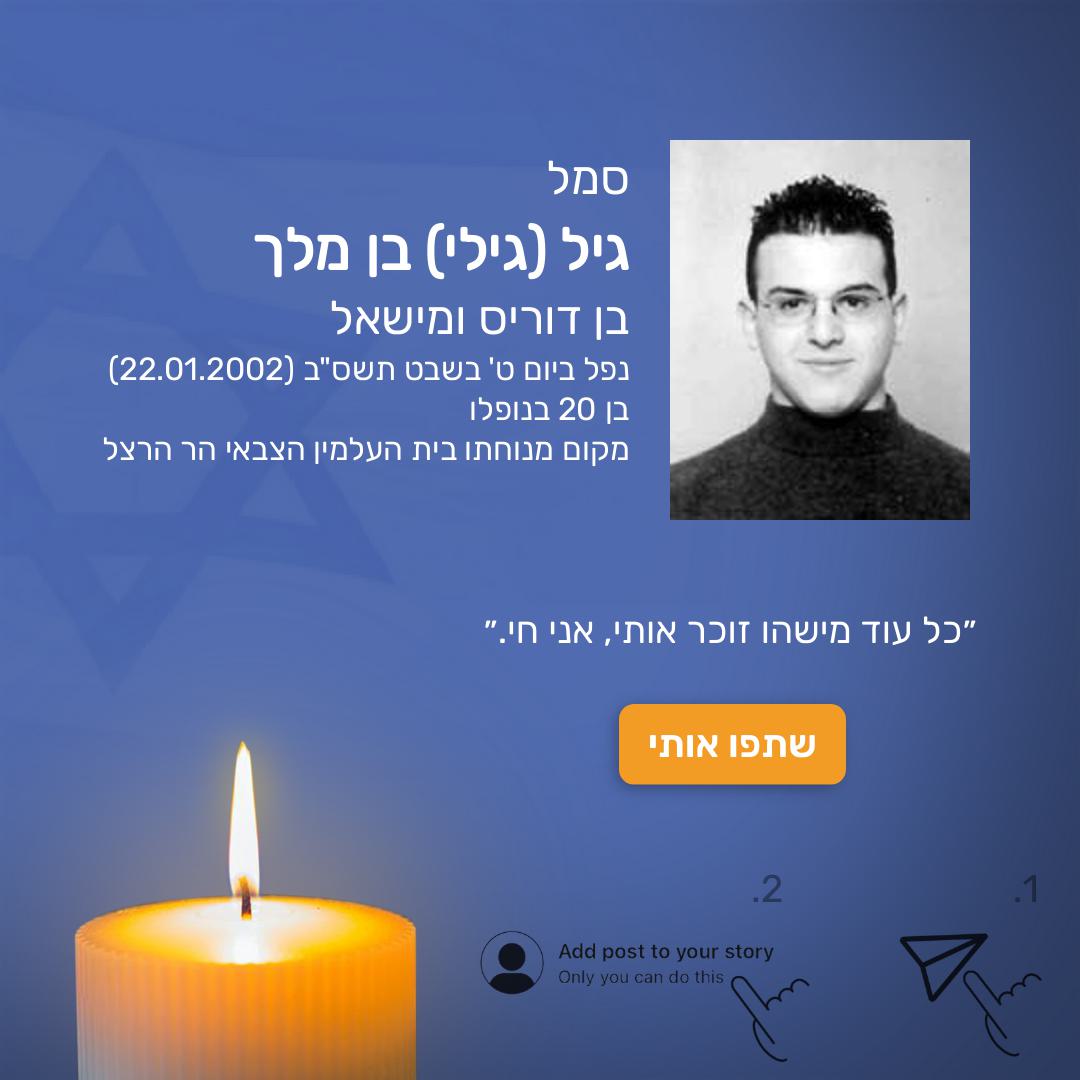 סמל
גיל (גילי) בן מלך
בן דוריס ומישאל
נפל ביום ט' בשבט תשס"ב (22.01.2002)
בן 20 בנופלו
מקום מנוחתו בית העלמין הצבאי הר הרצל
״כל עוד מישהו זוכר אותי, אני חי.״
שתפו אותי
1.
2.
Add post to your story
Only you can do this